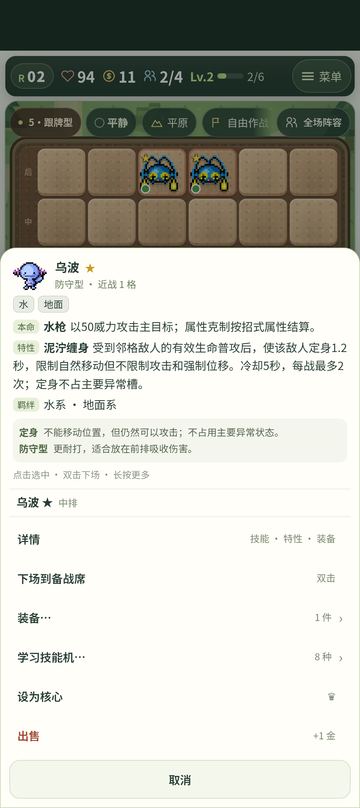 R 02 94 11 2/4 Lv.2 2/6 菜单
5・跟牌型 平静 平原 自由作战 全场阵容
后
中
乌波 ★
防守型 • 近战 1 格
水 地面
本命 水枪 以50威力攻击主目标；属性克制按招式属性结算。
特性 泥泞缠身 受到邻格敌人的有效生命普攻后，使该敌人定身1.2
秒，限制自然移动但不限制攻击和强制位移。冷却5秒，每战最多2
次；定身不占主要异常槽。
羁绊 水系 • 地面系
定身 不能移动位置，但仍然可以攻击；不占用主要异常状态。
防守型 更耐打，适合放在前排吸收伤害。
点击选中 · 双击下场 · 长按更多
乌波 ★ 中排
详情 技能 · 特性 · 装备
下场到备战席 双击
装备… 1 件 ›
学习技能机… 8 种 ›
设为核心 ♛
出售 +1 金
取消